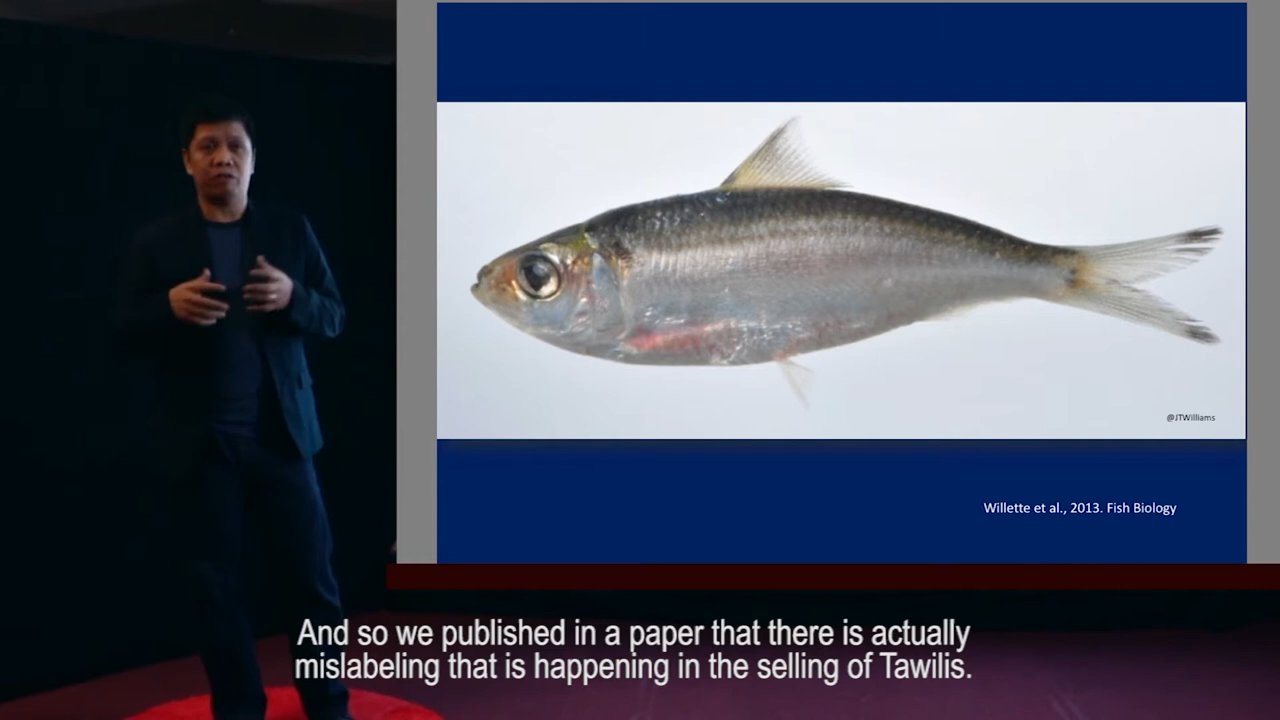 @JTWilliams
Willette et al., 2013. Fish Biology
And so we published in a paper that there is actually
mislabeling that is happening in the selling of Tawilis.